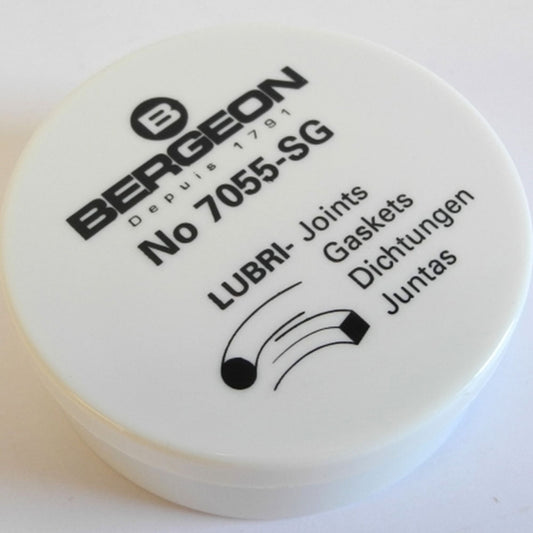 B
BERGEON
Depuis 1791
No 7055-SG
LUBRI- Joints
Gaskets
Dichtungen
Juntas